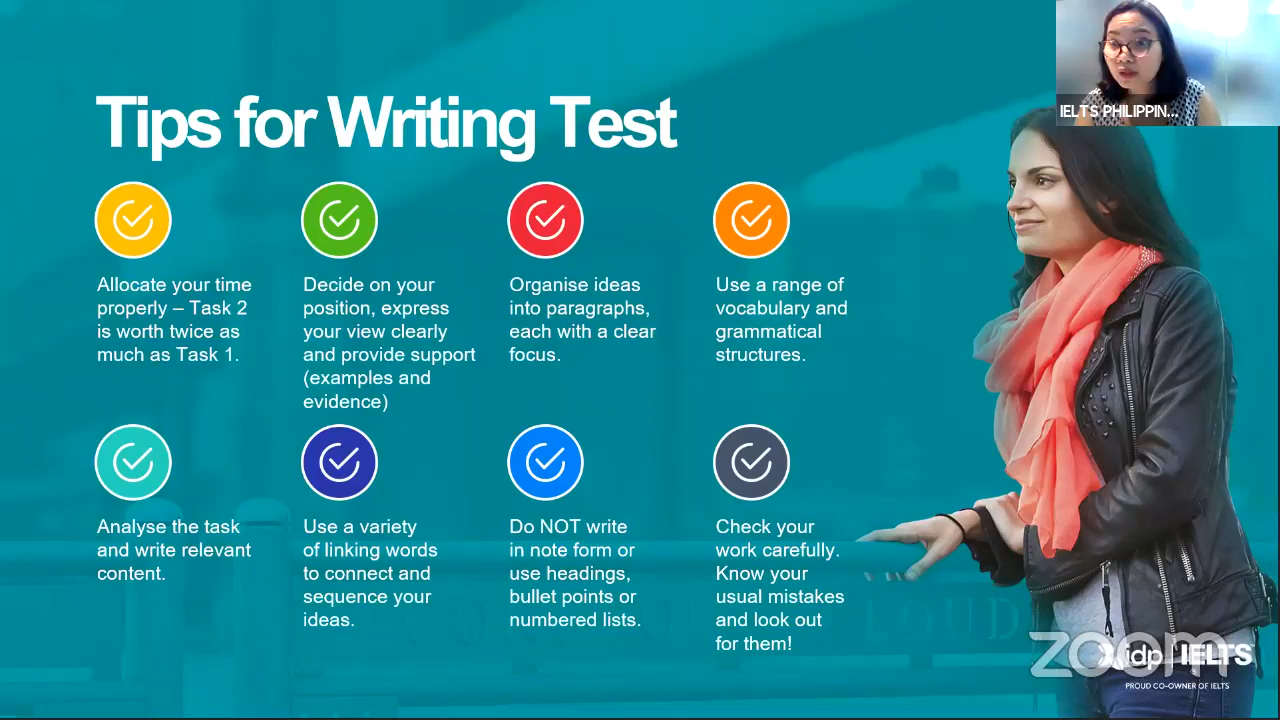 IELTS PHILIPPIN...
Tips for Writing Test
Allocate your time
properly – Task 2
is worth twice as
much as Task 1.
Decide on your
position, express
your view clearly
and provide support
(examples and
evidence)
Organise ideas
into paragraphs,
each with a clear
focus.
Use a range of
vocabulary and
grammatical
structures.
Analyse the task
and write relevant
content.
Use a variety
of linking words
to connect and
sequence your
ideas.
Do NOT write
in note form or
use headings,
bullet points or
numbered lists.
Check your
work carefully.
Know your
usual mistakes
and look out
for them!
zoom
idp IELTS
PROUD CO-OWNER OF IELTS